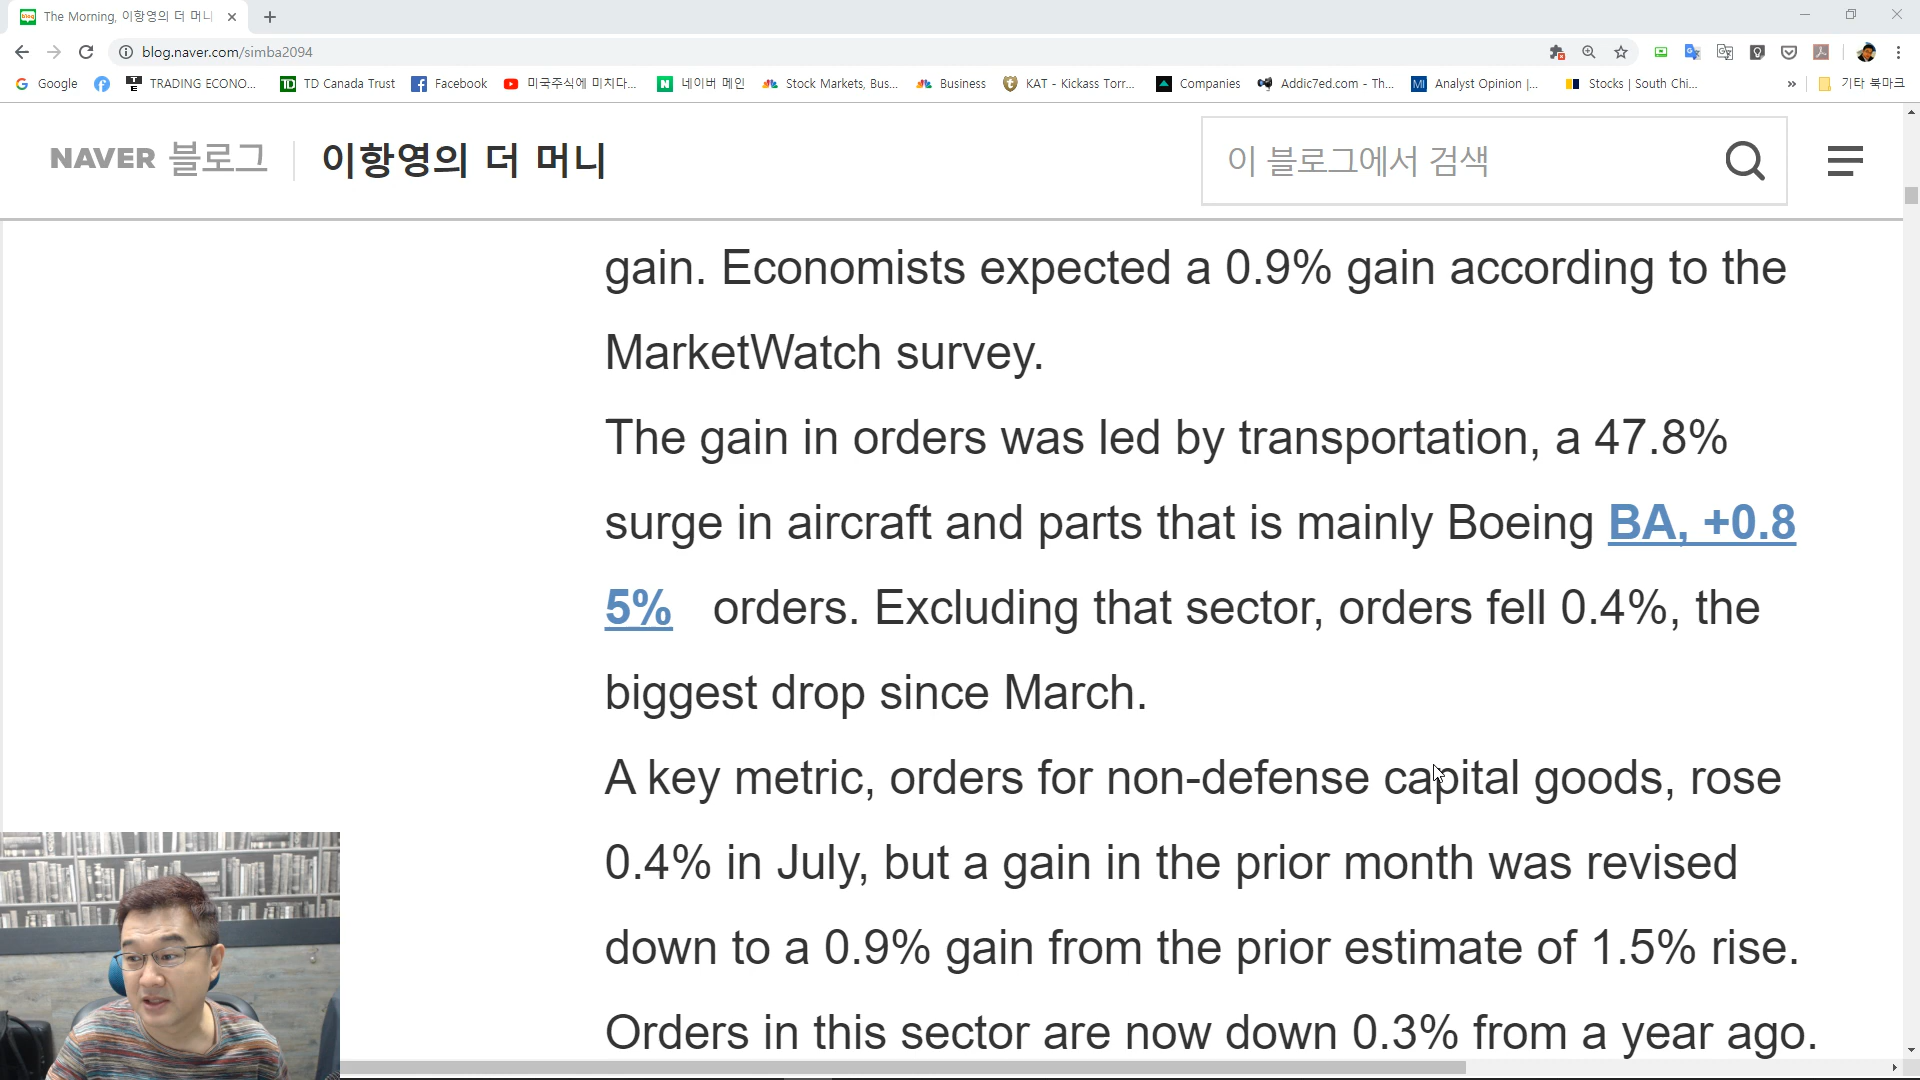 The Morning, 이항영의 더 머니
blog.naver.com/simba2094
Google
TRADING ECONO...
TD Canada Trust
Facebook
미국주식에 미치다...
네이버 메인
Stock Markets, Bus...
Business
KAT - Kickass Torr...
Companies
Addic7ed.com - Th...
Analyst Opinion |...
Stocks | South Chi...
»
기타 북마크
NAVER 블로그
이항영의 더 머니
이 블로그에서 검색
gain. Economists expected a 0.9% gain according to the
MarketWatch survey.
The gain in orders was led by transportation, a 47.8%
surge in aircraft and parts that is mainly Boeing BA, +0.8
5% orders. Excluding that sector, orders fell 0.4%, the
biggest drop since March.
A key metric, orders for non-defense capital goods, rose
0.4% in July, but a gain in the prior month was revised
down to a 0.9% gain from the prior estimate of 1.5% rise.
Orders in this sector are now down 0.3% from a year ago.